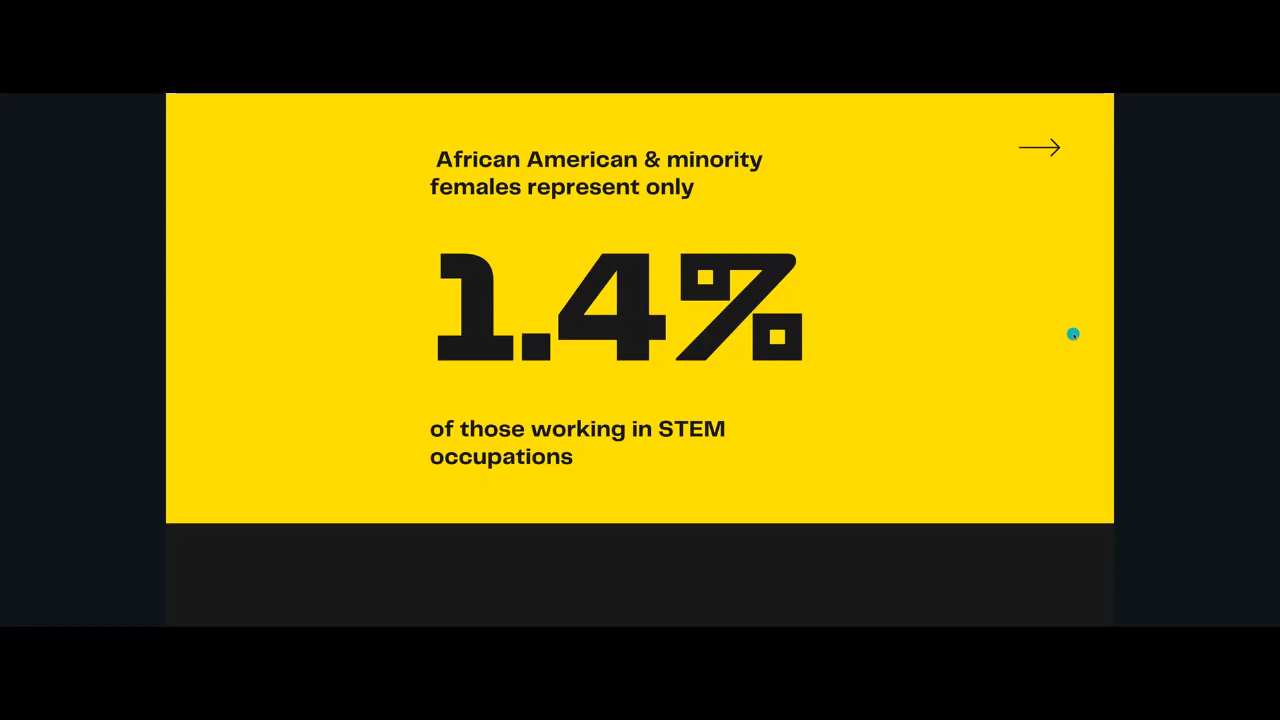 African American & minority
females represent only
1.4%
of those working in STEM
occupations